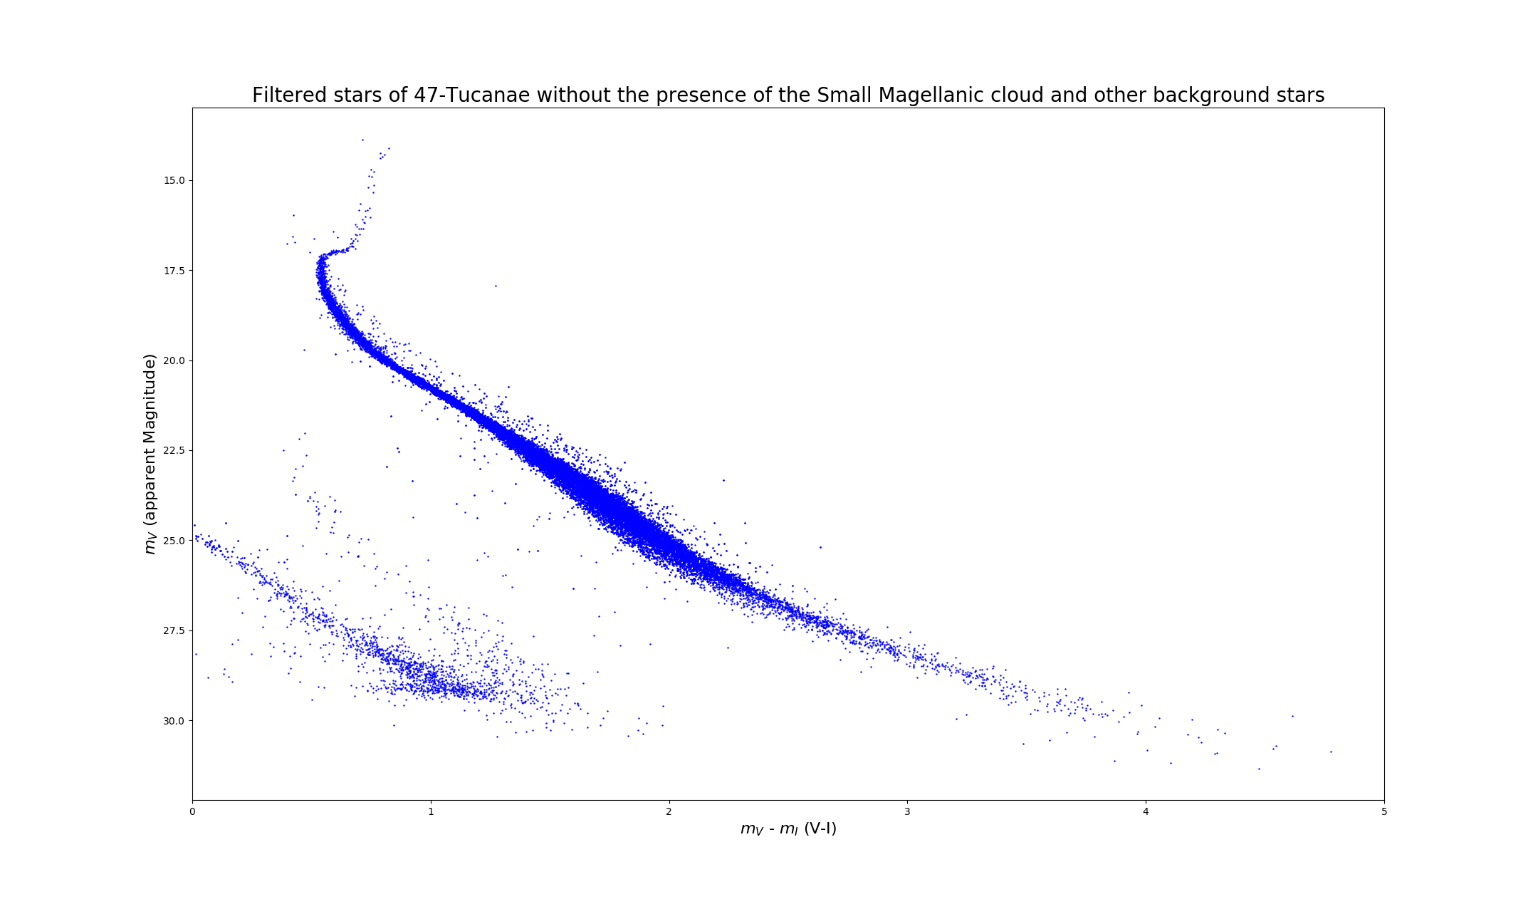 Filtered stars of 47-Tucanae without the presence of the Small Magellanic cloud and other background stars
15.0
17.5
20.0
22.5
25.0
27.5
30.0
m_V (apparent Magnitude)
0 1 2 3 4 5
m_V - m_I (V-I)